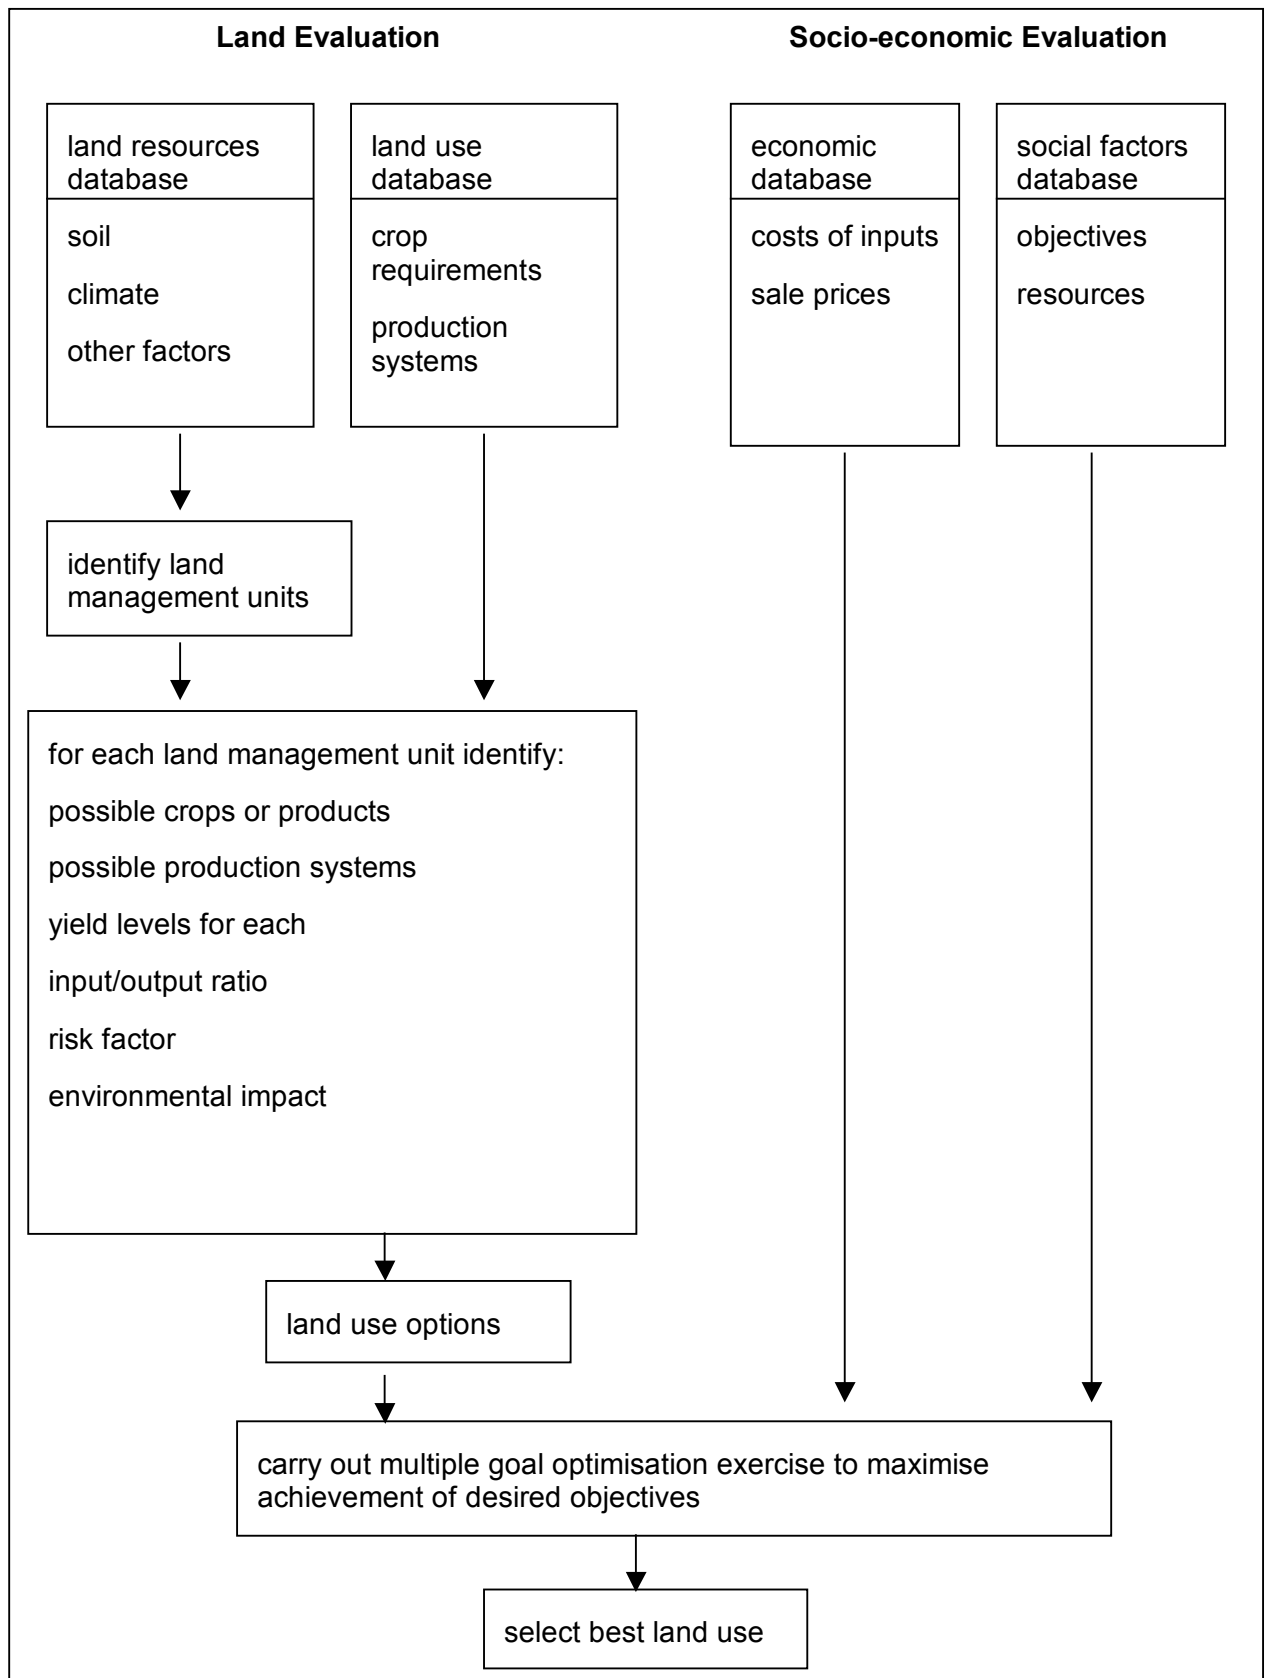 Land Evaluation
Socio-economic Evaluation
land resources
database
soil
climate
other factors
land use
database
crop
requirements
production
systems
economic
database
costs of inputs
sale prices
social factors
database
objectives
resources
identify land
management units
for each land management unit identify:
possible crops or products
possible production systems
yield levels for each
input/output ratio
risk factor
environmental impact
land use options
carry out multiple goal optimisation exercise to maximise
achievement of desired objectives
select best land use